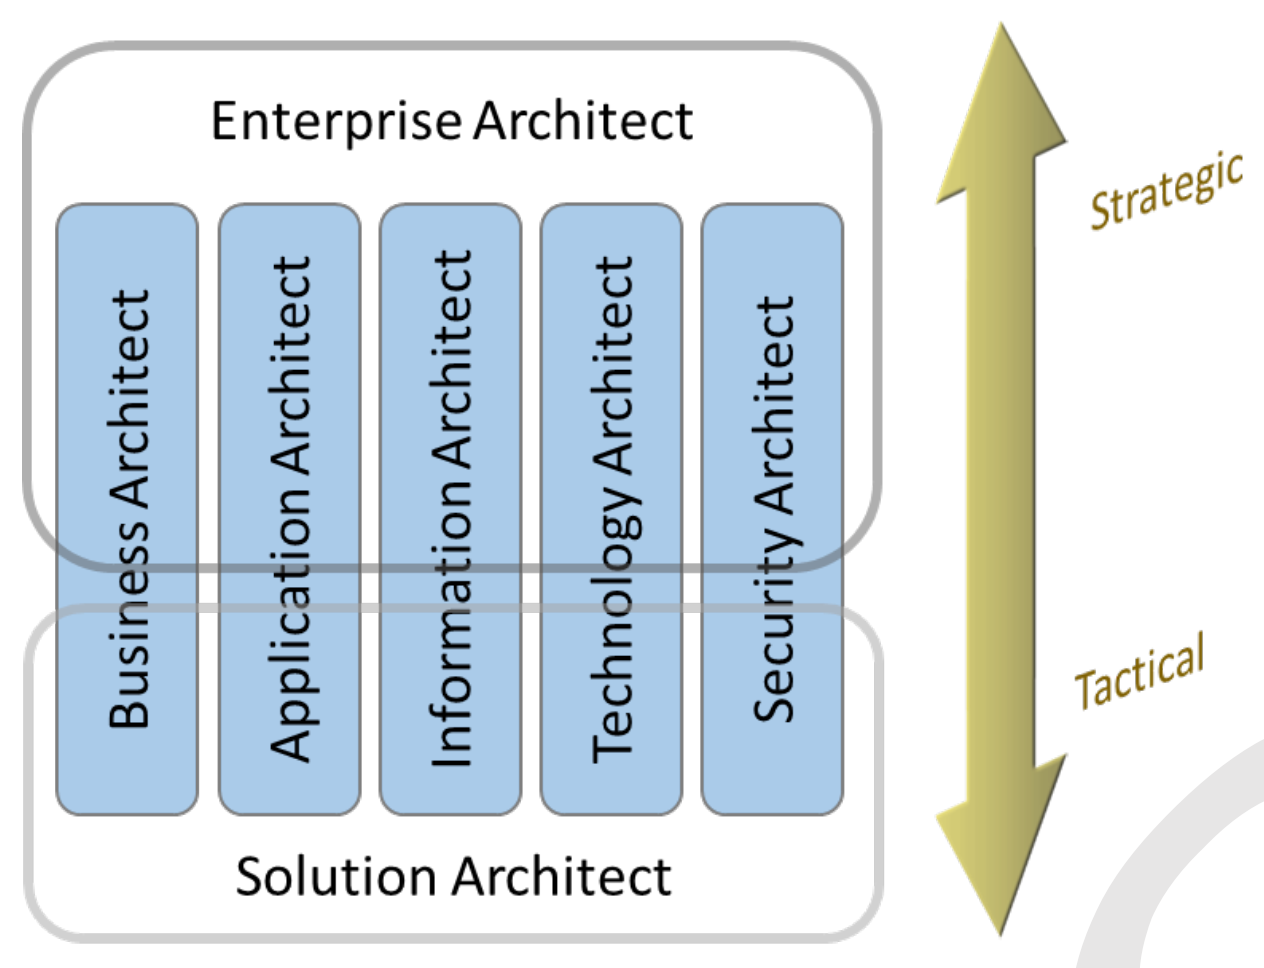 Enterprise Architect
Business Architect
Application Architect
Information Architect
Technology Architect
Security Architect
Solution Architect
Strategic
Tactical